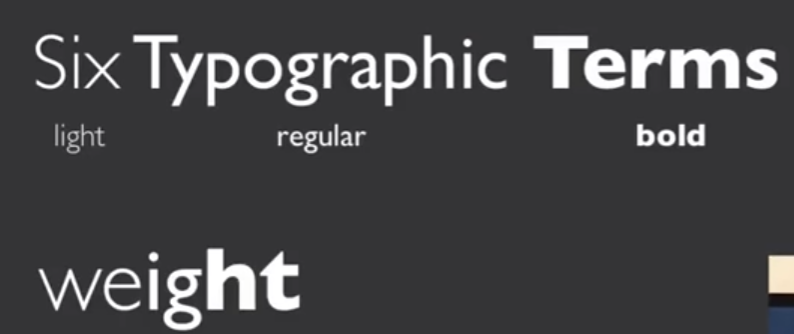 Six Typographic Terms
light regular bold
weight